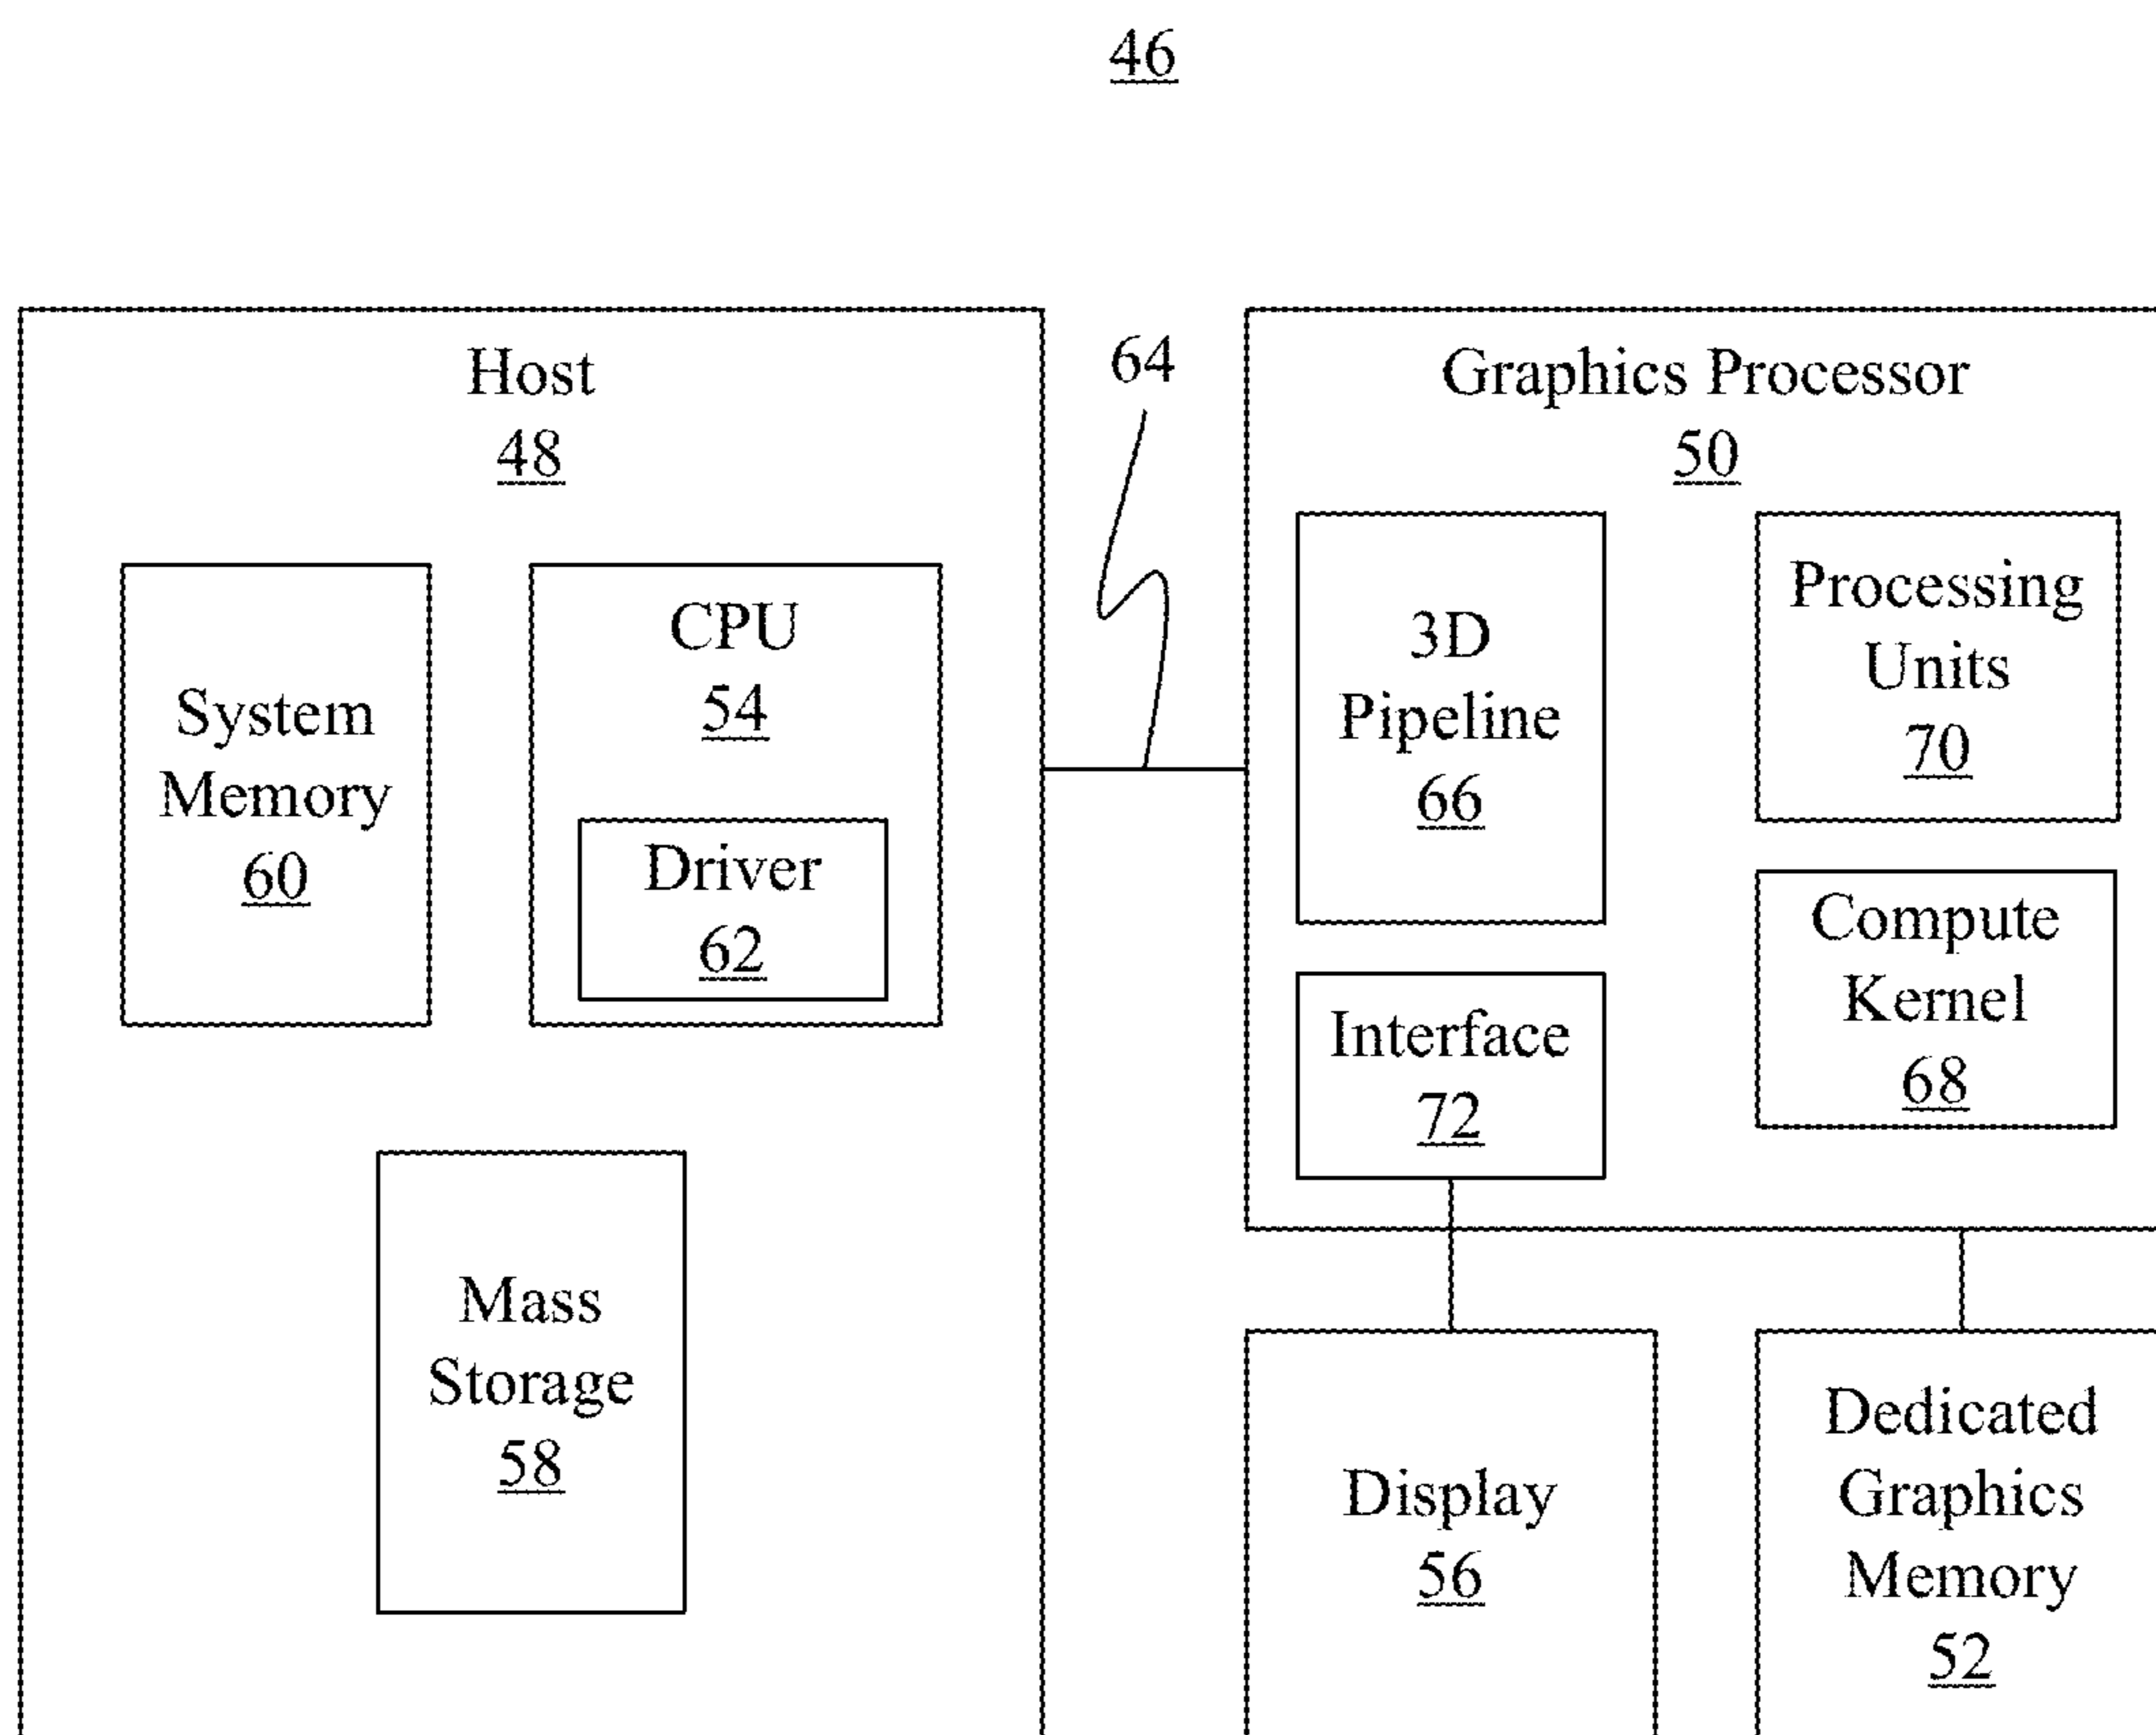 46
Host
48
System
Memory
60
CPU
54
Driver
62
Mass
Storage
58
64
Graphics Processor
50
3D
Pipeline
66
Processing
Units
70
Interface
72
Compute
Kernel
68
Display
56
Dedicated
Graphics
Memory
52